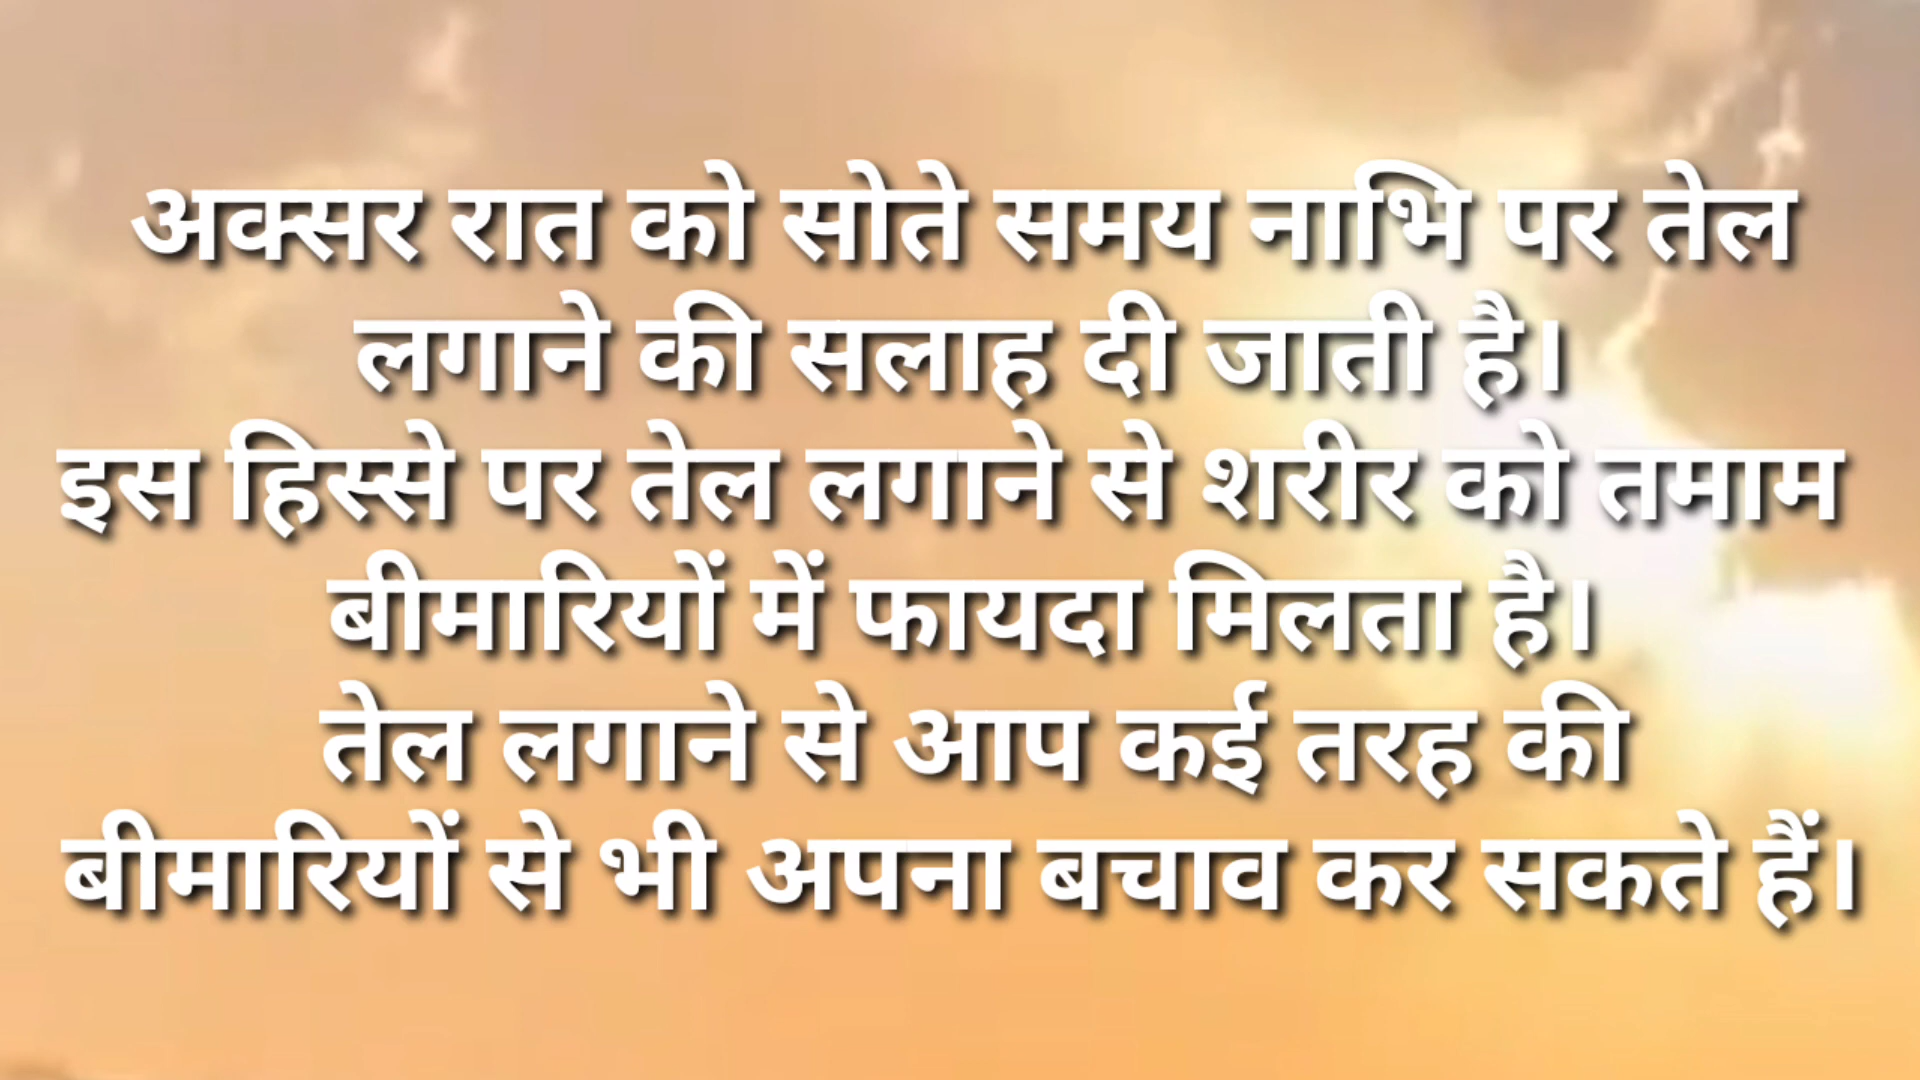 अक्सर रात को सोते समय नाभि पर तेल
लगाने की सलाह दी जाती है।
इस हिस्से पर तेल लगाने से शरीर को तमाम
बीमारियों में फायदा मिलता है।
तेल लगाने से आप कई तरह की
बीमारियों से भी अपना बचाव कर सकते हैं।